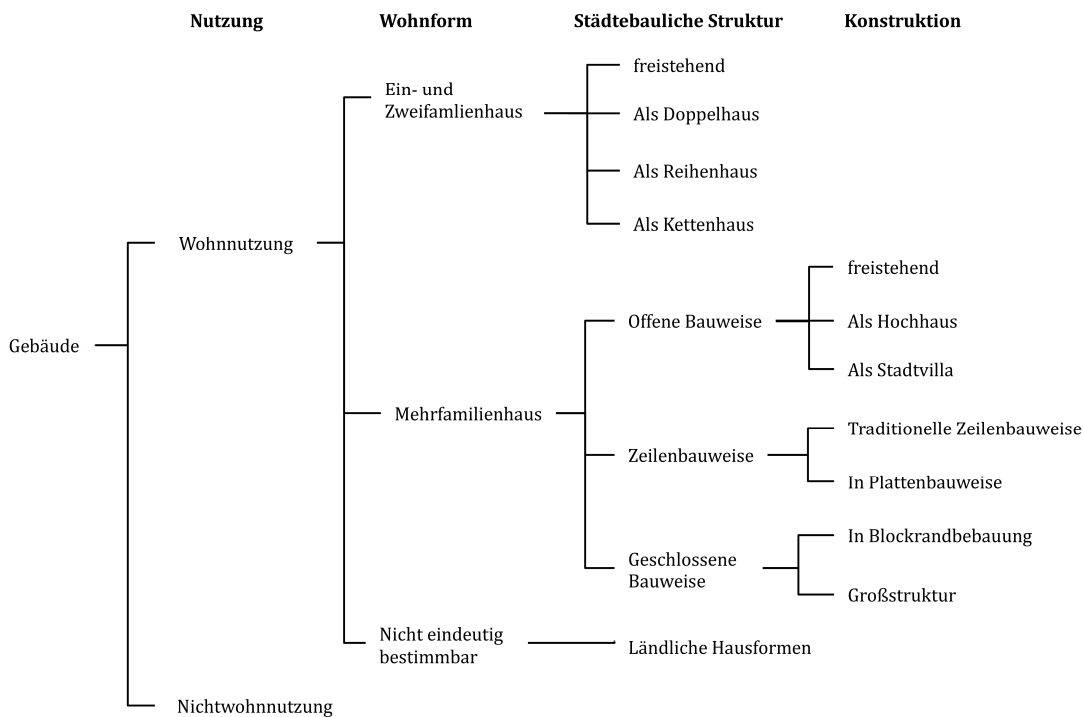 Nutzung
Wohnform
Städtebauliche Struktur
Konstruktion
Gebäude
Wohnnutzung
Ein- und
Zweifamlienhaus
freistehend
Als Doppelhaus
Als Reihenhaus
Als Kettenhaus
Mehrfamilienhaus
Offene Bauweise
freistehend
Als Hochhaus
Als Stadtvilla
Zeilenbauweise
Traditionelle Zeilenbauweise
In Plattenbauweise
Geschlossene
Bauweise
In Blockrandbebauung
Großstruktur
Nicht eindeutig
bestimmbar
Ländliche Hausformen
Nichtwohnnutzung